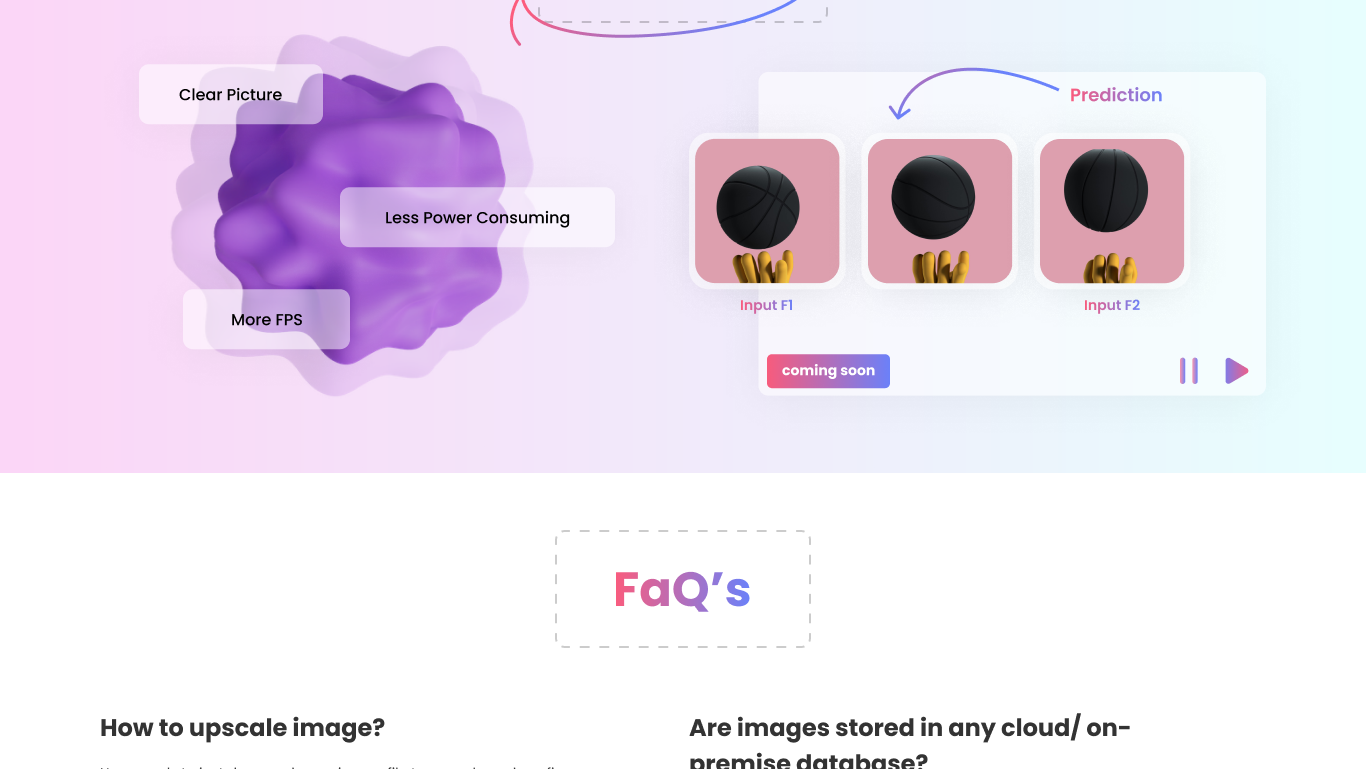 Clear Picture
Less Power Consuming
More FPS
Prediction
Input F1
Input F2
coming soon
FaQ’s
How to upscale image?
Are images stored in any cloud/ on-
premise database?